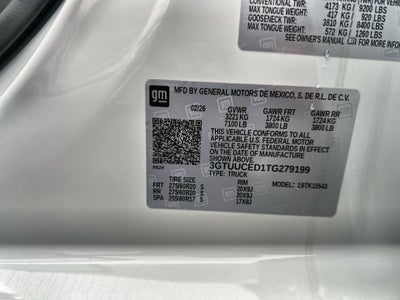 CONVENTIONAL TWR: 4173 KG / 9200 LBS
MAX TONGUE WEIGHT: 417 KG / 920 LBS
GOOSENECK TWR: 3810 KG / 8400 LBS
MAX TONGUE WEIGHT: 572 KG / 1260 LBS
SEE OWNER'S MANUAL
gm
MFD BY GENERAL MOTORS DE MEXICO, S. DE R.L. DE C.V.
02/26 GVWR GAWR FRT GAWR RR
3221 KG 1724 KG 1724 KG
7100 LB 3800 LB 3800 LB
THIS VEHICLE CONFORMS TO ALL
APPLICABLE U.S. FEDERAL MOTOR
VEHICLE SAFETY STANDARDS IN EFFECT ON
THE DATE OF MANUFACTURE SHOWN ABOVE.
3GTUUCED1TG279199
TYPE: TRUCK
TIRE SIZE RIM 19TK10543
FRT 275/60R20 S 20X9J
RR 275/60R20 S 20X9J
SPA 255/80R17 S 17X8J